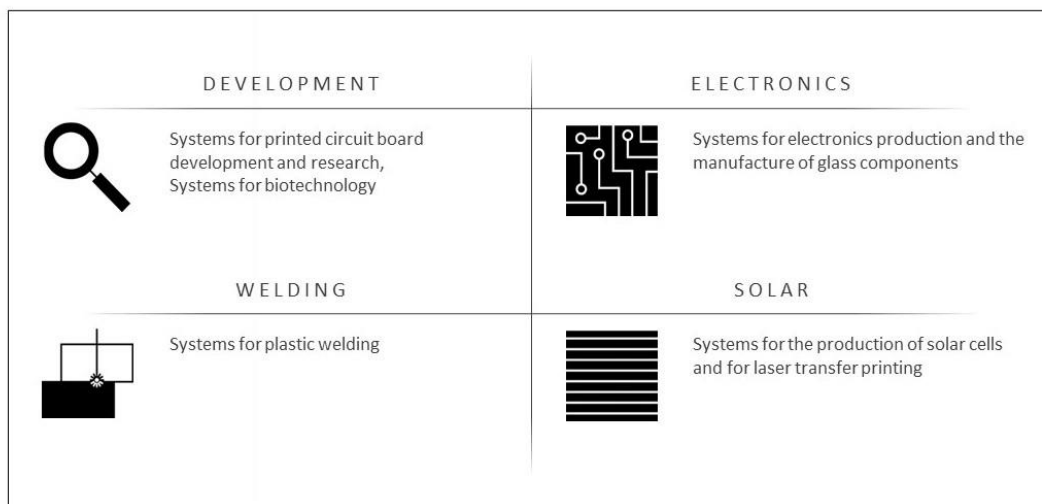 DEVELOPMENT
Systems for printed circuit board
development and research,
Systems for biotechnology
ELECTRONICS
Systems for electronics production and the
manufacture of glass components
WELDING
Systems for plastic welding
SOLAR
Systems for the production of solar cells
and for laser transfer printing